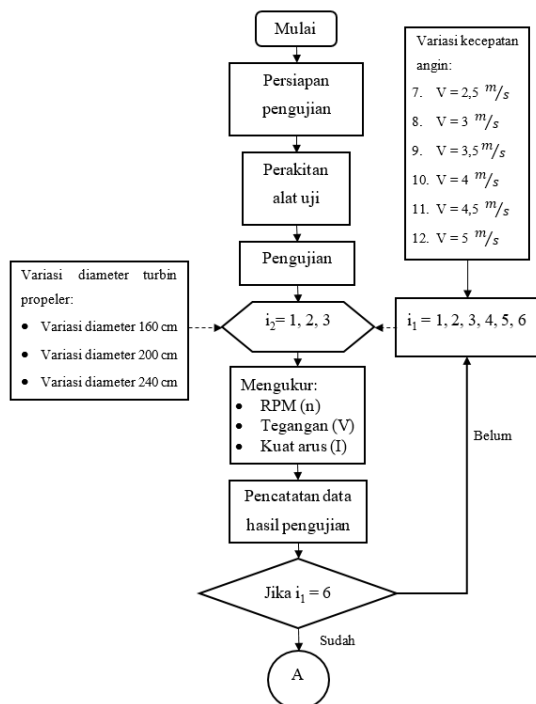 Mulai
Persiapan
pengujian
Perakitan
alat uji
Pengujian
Variasi kecepatan
angin:
7. V = 2,5 m/s
8. V = 3 m/s
9. V = 3,5 m/s
10. V = 4 m/s
11. V = 4,5 m/s
12. V = 5 m/s
Variasi diameter turbin
propeler:
• Variasi diameter 160 cm
• Variasi diameter 200 cm
• Variasi diameter 240 cm
i₂= 1, 2, 3
i₁ = 1, 2, 3, 4, 5, 6
Mengukur:
• RPM (n)
• Tegangan (V)
• Kuat arus (I)
Belum
Pencatatan data
hasil pengujian
Jika i₁ = 6
Sudah
A